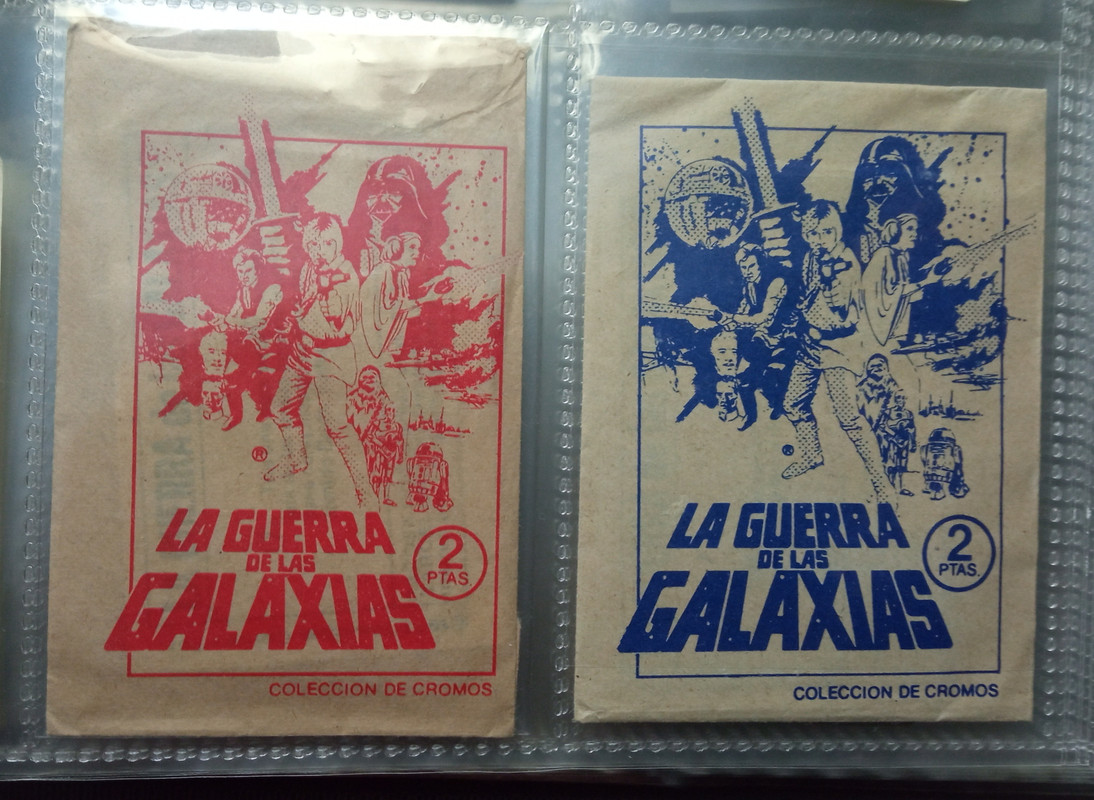 ®
LA GUERRA
DE LAS
GALAXIAS
2
PTAS.
COLECCION DE CROMOS
®
LA GUERRA
DE LAS
GALAXIAS
2
PTAS.
COLECCION DE CROMOS